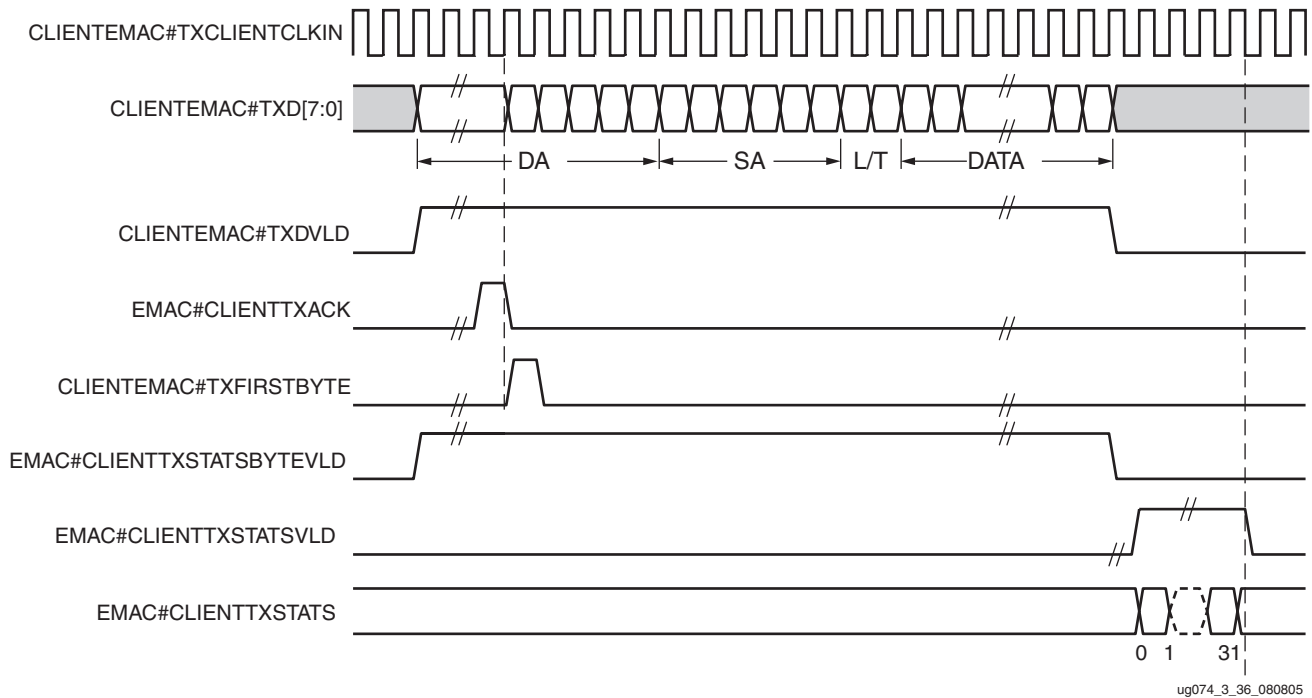 CLIENTEMAC#TXCLIENTCLKIN
CLIENTEMAC#TXD[7:0]
DA SA L/T DATA
CLIENTEMAC#TXDVLD
EMAC#CLIENTTXACK
CLIENTEMAC#TXFIRSTBYTE
EMAC#CLIENTTXSTATSBYTEVLD
EMAC#CLIENTTXSTATSVLD
EMAC#CLIENTTXSTATS
0 1 31
ug074_3_36_080805